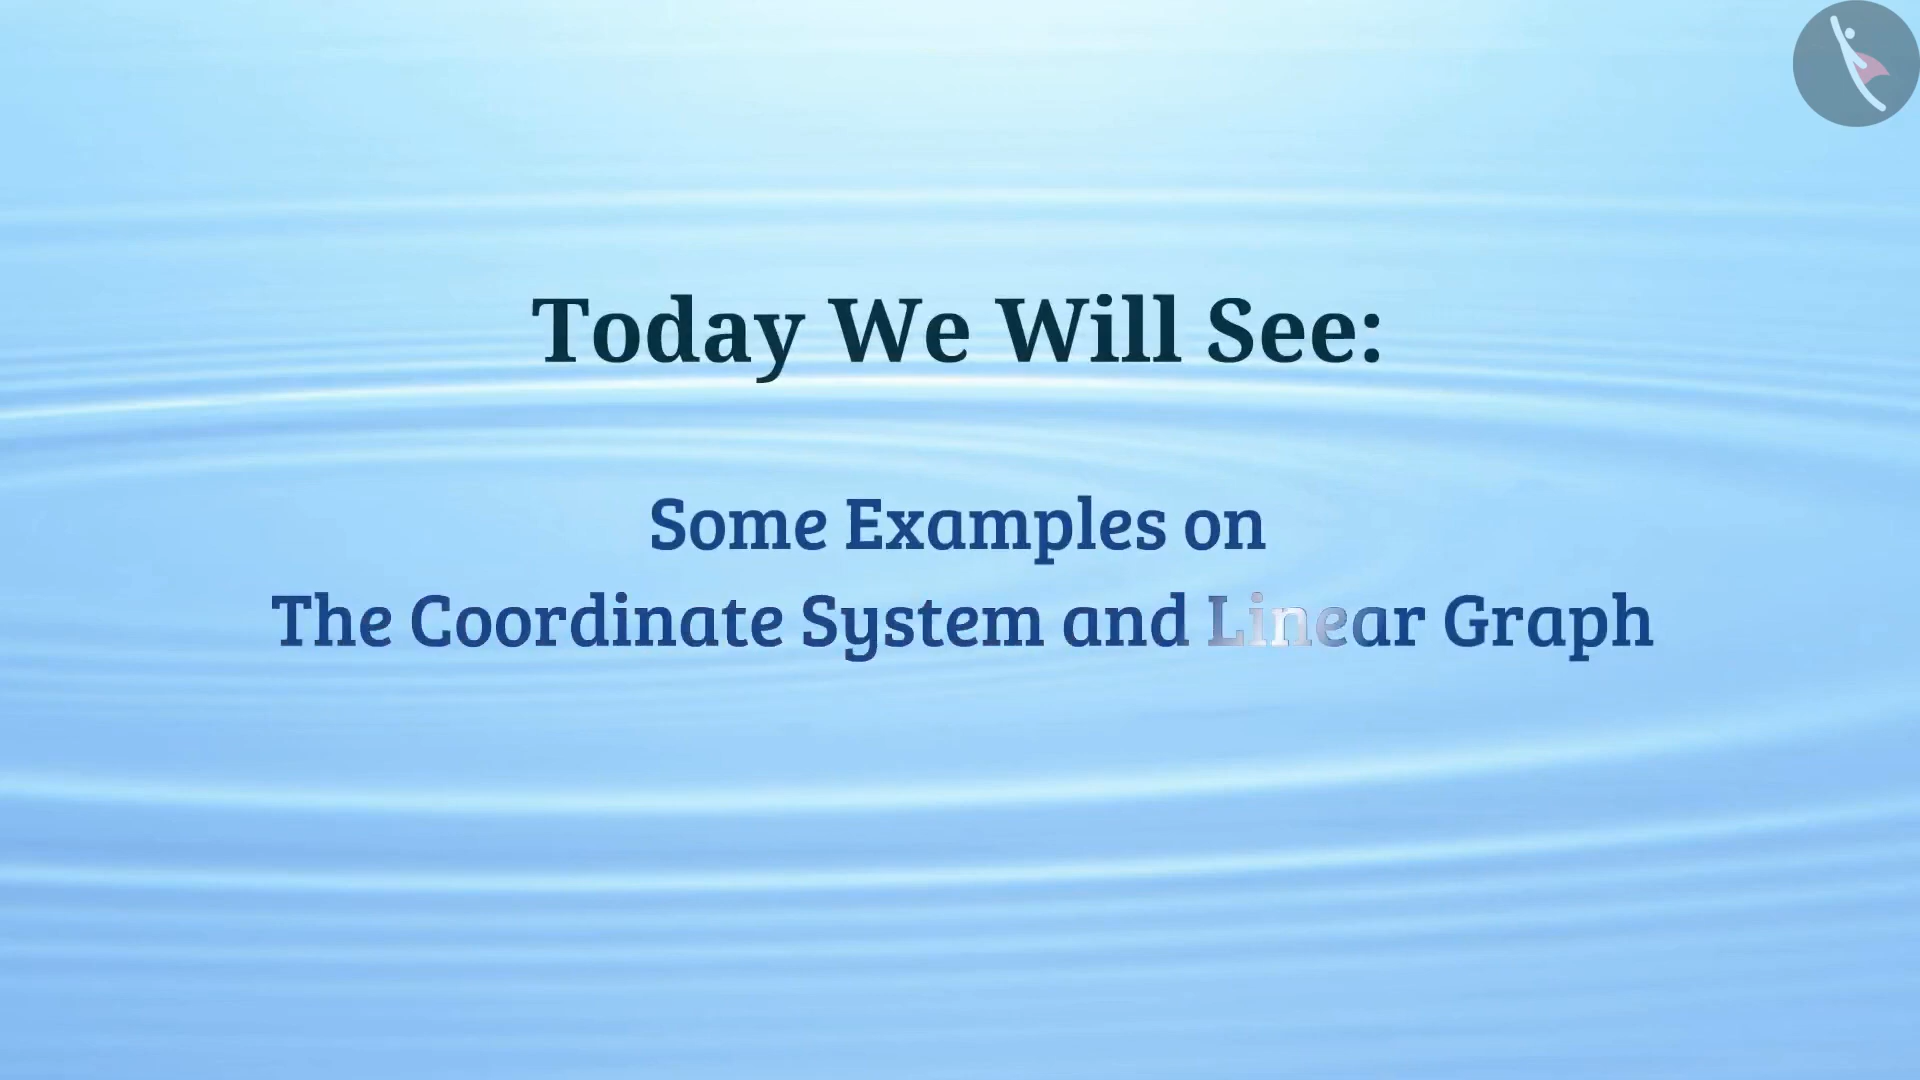 Today We Will See:
Some Examples on
The Coordinate System and Linear Graph